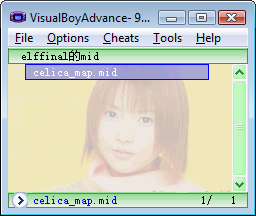 VisualBoyAdvance- 9...
File Options Cheats Tools Help
elffinal的mid
celica_map.mid
celica_map.mid 1/ 1